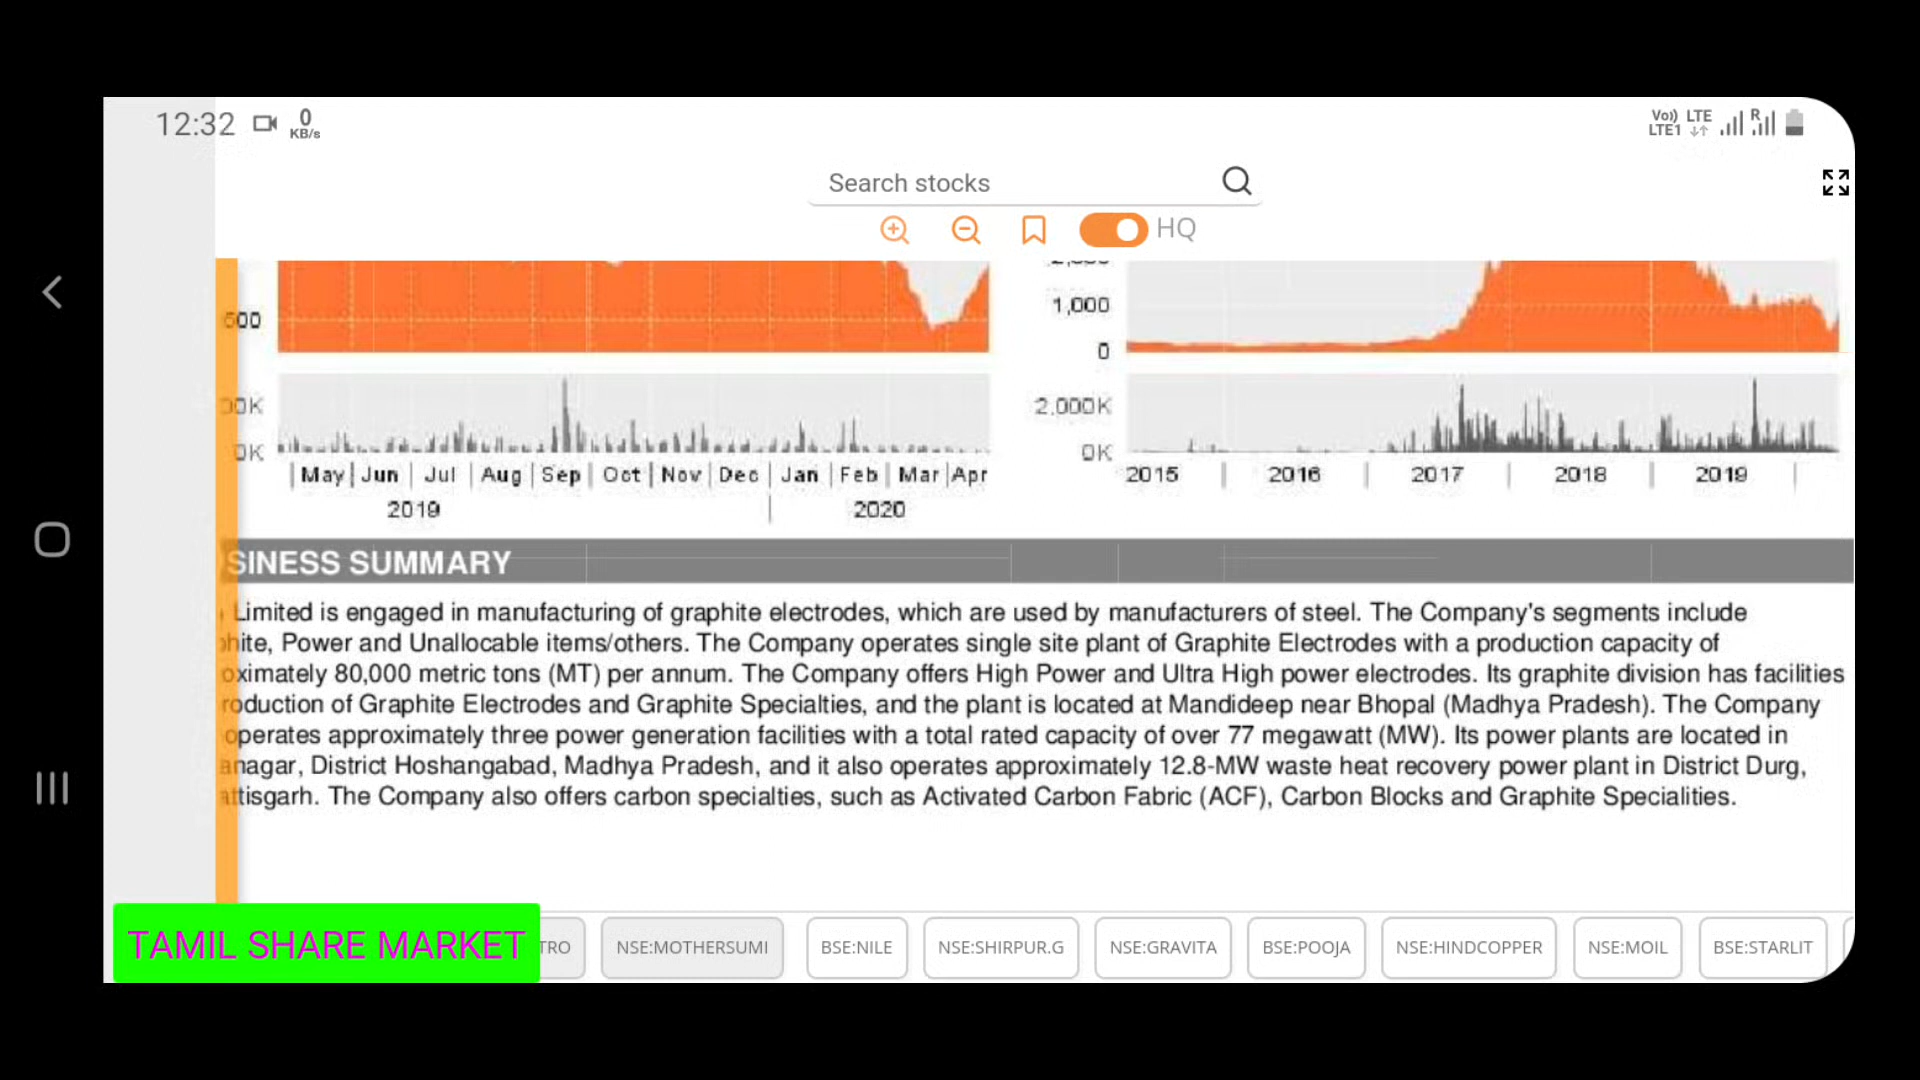 12:32 0 KB/s Vo)) LTE LTE1 R
Search stocks
HQ
500 1,000
0
2,000K
0K 0K
May Jun Jul Aug Sep Oct Nov Dec Jan Feb Mar Apr 2015 2016 2017 2018 2019
2019 2020
SINESS SUMMARY
Limited is engaged in manufacturing of graphite electrodes, which are used by manufacturers of steel. The Company's segments include
hite, Power and Unallocable items/others. The Company operates single site plant of Graphite Electrodes with a production capacity of
oximately 80,000 metric tons (MT) per annum. The Company offers High Power and Ultra High power electrodes. Its graphite division has facilities
roduction of Graphite Electrodes and Graphite Specialties, and the plant is located at Mandideep near Bhopal (Madhya Pradesh). The Company
operates approximately three power generation facilities with a total rated capacity of over 77 megawatt (MW). Its power plants are located in
anagar, District Hoshangabad, Madhya Pradesh, and it also operates approximately 12.8-MW waste heat recovery power plant in District Durg,
attisgarh. The Company also offers carbon specialties, such as Activated Carbon Fabric (ACF), Carbon Blocks and Graphite Specialities.
TAMIL SHARE MARKET TRO NSE:MOTHERSUMI BSE:NILE NSE:SHIRPUR.G NSE:GRAVITA BSE:POOJA NSE:HINDCOPPER NSE:MOIL BSE:STARLIT